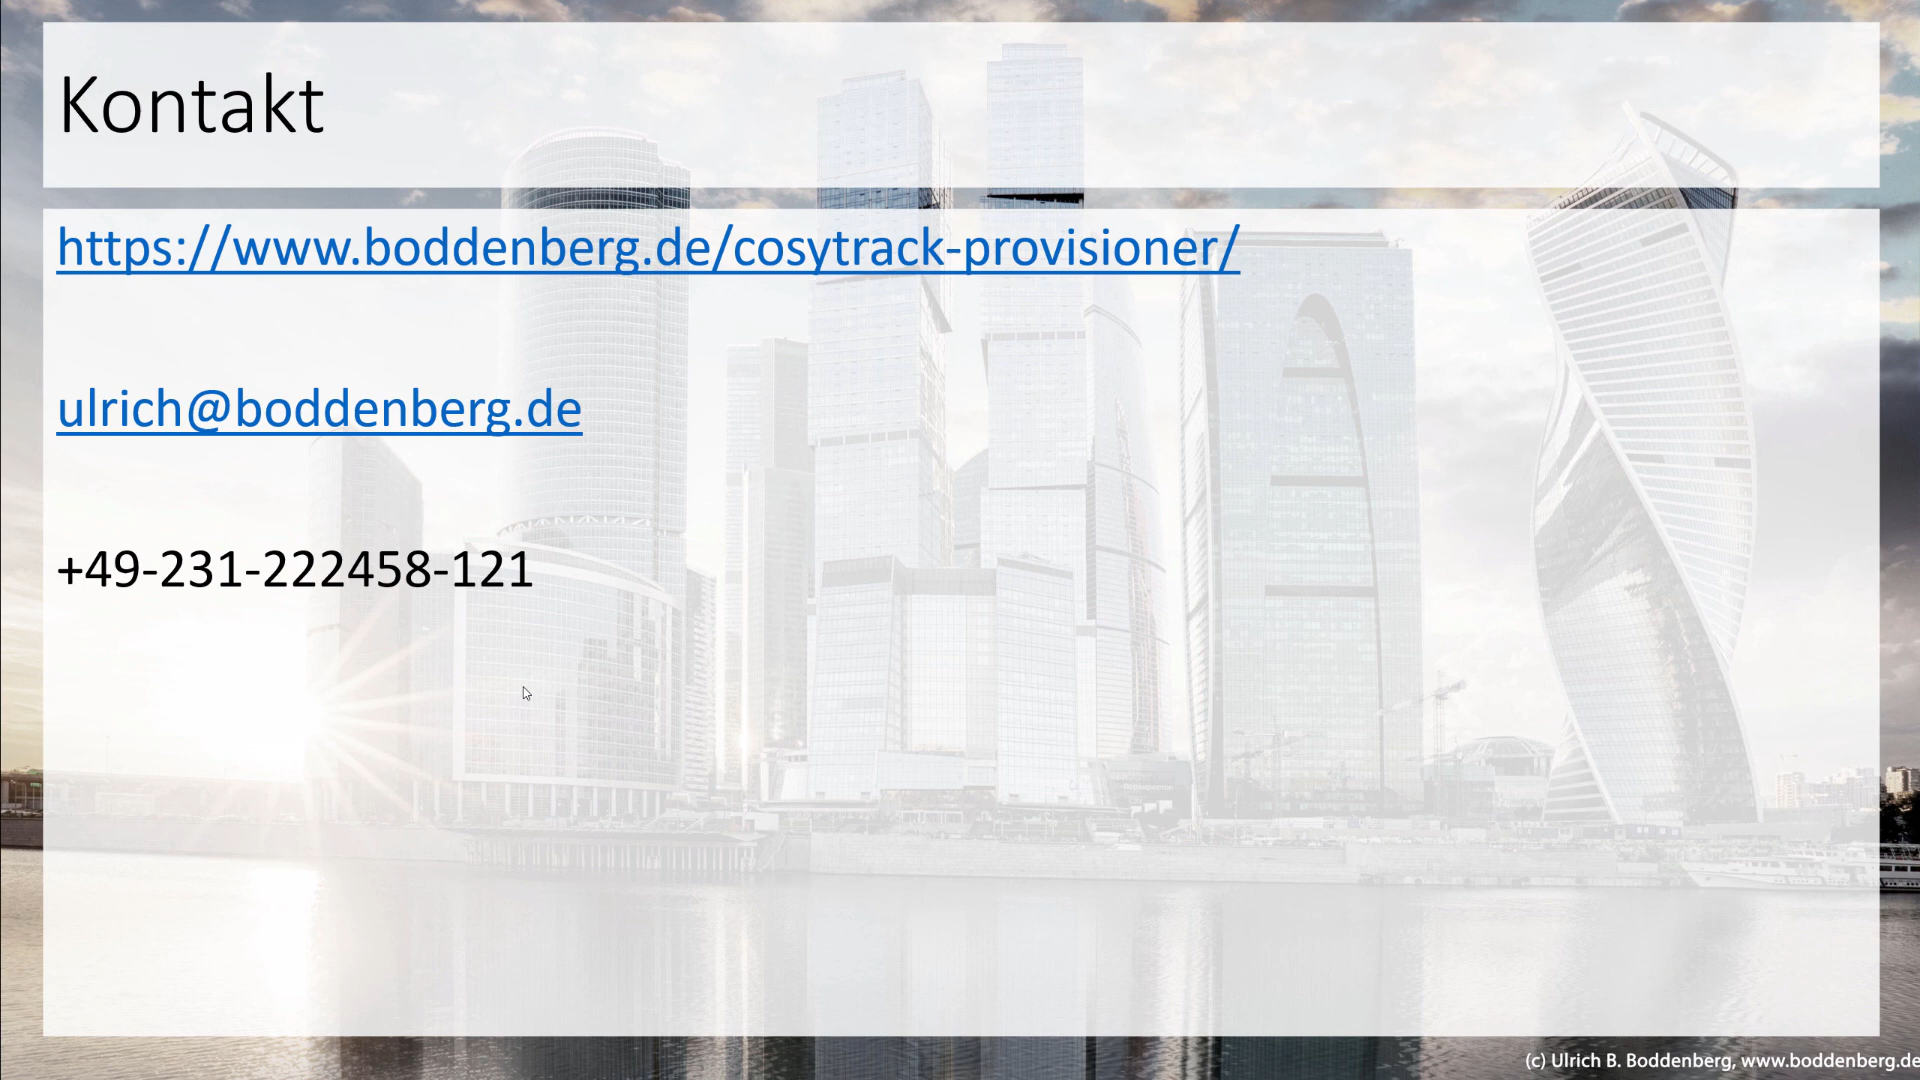 Kontakt
https://www.boddenberg.de/cosytrack-provisioner/
ulrich@boddenberg.de
+49-231-222458-121
(c) Ulrich B. Boddenberg, www.boddenberg.de